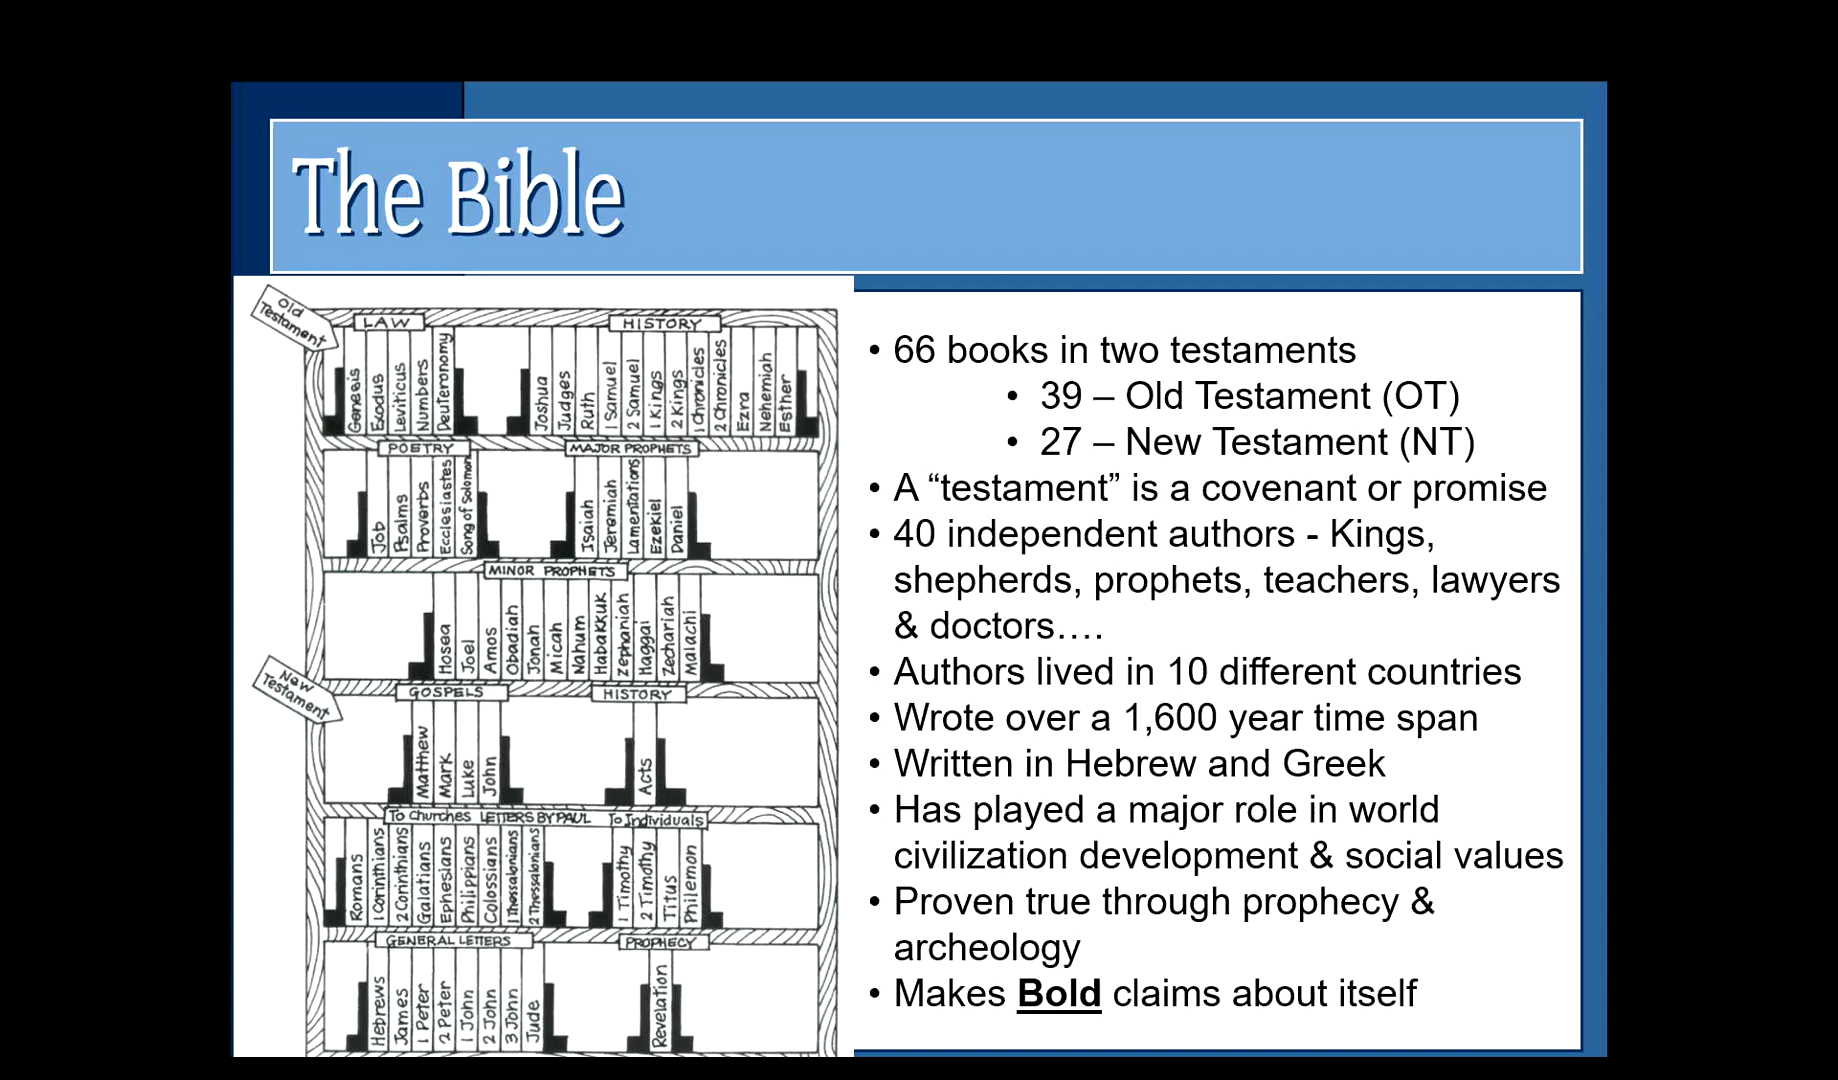 The Bible
Old
Testament
LAW
HISTORY
Genesis
Exodus
Leviticus
Numbers
Deuteronomy
Joshua
Judges
Ruth
1 Samuel
2 Samuel
1 Kings
2 Kings
1 Chronicles
2 Chronicles
Ezra
Nehemiah
Esther
POETRY
MAJOR PROPHETS
Job
Psalms
Proverbs
Ecclesiastes
Song of Solomon
Isaiah
Jeremiah
Lamentations
Ezekiel
Daniel
MINOR PROPHETS
Hosea
Joel
Amos
Obadiah
Jonah
Micah
Nahum
Habakkuk
Zephaniah
Haggai
Zechariah
Malachi
New
Testament
GOSPELS
HISTORY
Matthew
Mark
Luke
John
Acts
To Churches LETTERS BY PAUL To Individuals
Romans
1 Corinthians
2 Corinthians
Galatians
Ephesians
Philippians
Colossians
1 Thessalonians
2 Thessalonians
1 Timothy
2 Timothy
Titus
Philemon
GENERAL LETTERS
PROPHECY
Hebrews
James
1 Peter
2 Peter
1 John
2 John
3 John
Jude
Revelation
• 66 books in two testaments
• 39 – Old Testament (OT)
• 27 – New Testament (NT)
• A “testament” is a covenant or promise
• 40 independent authors - Kings,
shepherds, prophets, teachers, lawyers
& doctors….
• Authors lived in 10 different countries
• Wrote over a 1,600 year time span
• Written in Hebrew and Greek
• Has played a major role in world
civilization development & social values
• Proven true through prophecy &
archeology
• Makes Bold claims about itself